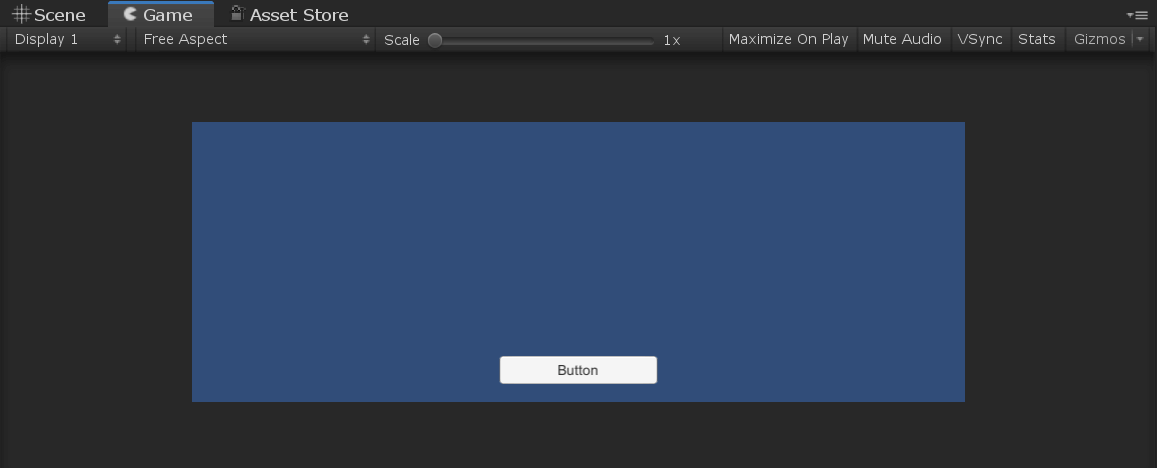 Scene Game Asset Store
Display 1 Free Aspect Scale 1x Maximize On Play Mute Audio VSync Stats Gizmos
Button